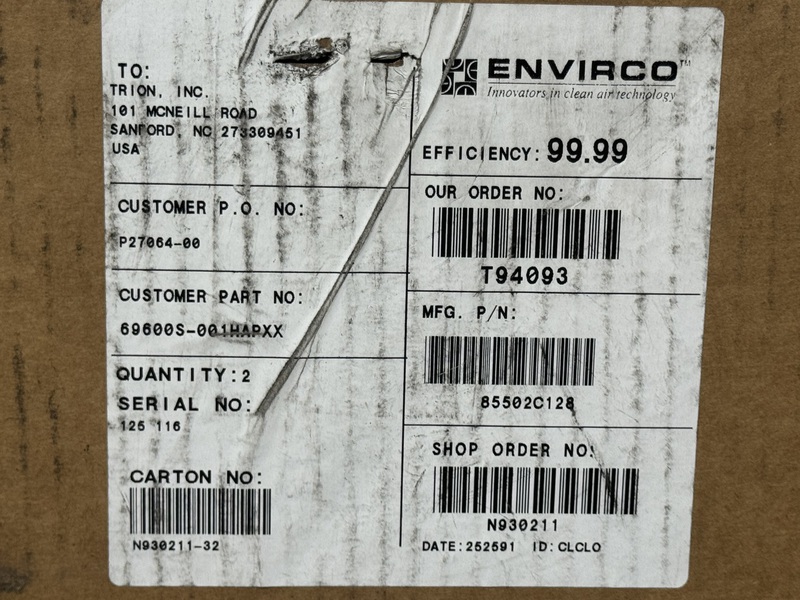 TO:
TRION, INC.
101 MCNEILL ROAD
SANFORD, NC 273309451
USA
CUSTOMER P.O. NO:
P27064-00
CUSTOMER PART NO:
69600S-001HAPXX
QUANTITY:2
SERIAL NO:
125 116
CARTON NO:
N930211-32
ENVIRCO™
Innovators in clean air technology
EFFICIENCY: 99.99
OUR ORDER NO:
T94093
MFG. P/N:
85502C128
SHOP ORDER NO:
N930211
DATE:252591 ID:CLCLO